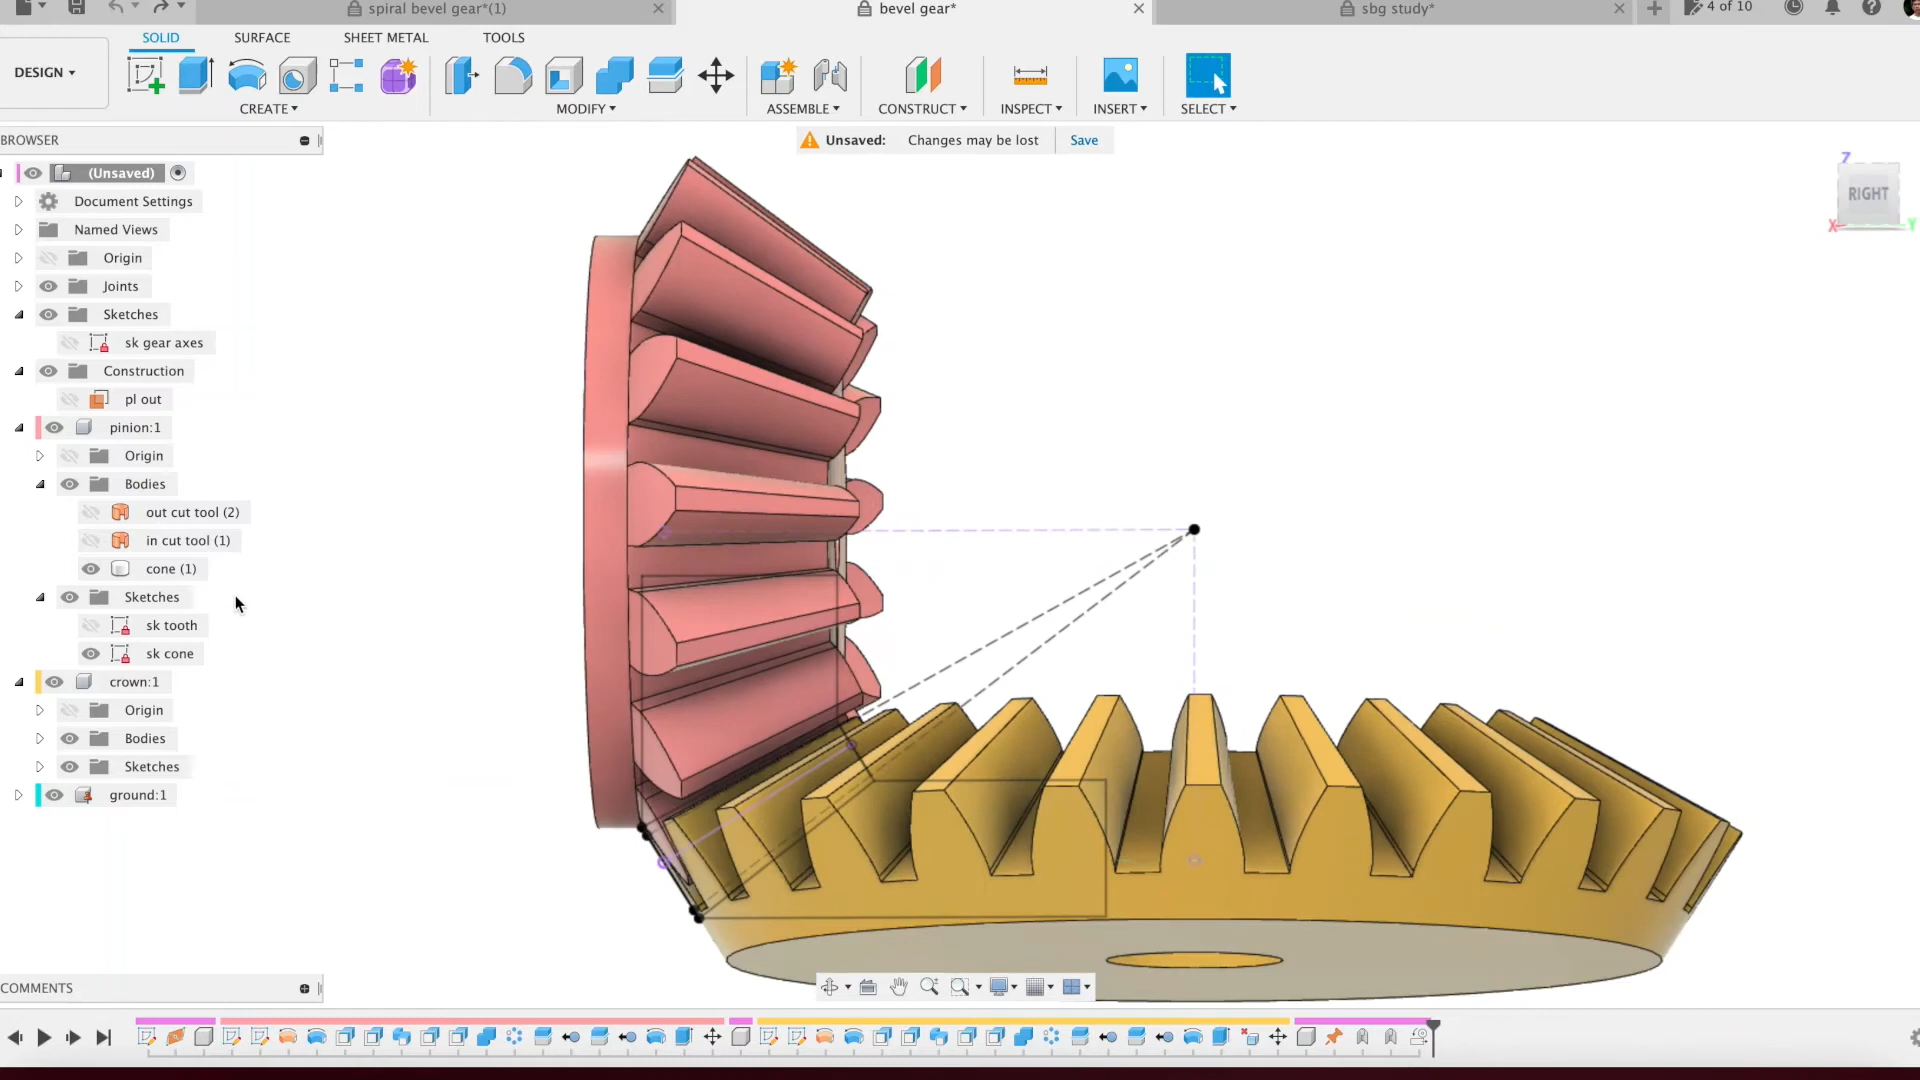 spiral bevel gear*(1)
bevel gear*
sbg study*
4 of 10
SOLID
SURFACE
SHEET METAL
TOOLS
DESIGN
CREATE
MODIFY
ASSEMBLE
CONSTRUCT
INSPECT
INSERT
SELECT
BROWSER
Unsaved: Changes may be lost Save
(Unsaved)
Document Settings
Named Views
Origin
Joints
Sketches
sk gear axes
Construction
pl out
pinion:1
Origin
Bodies
out cut tool (2)
in cut tool (1)
cone (1)
Sketches
sk tooth
sk cone
crown:1
Origin
Bodies
Sketches
ground:1
Z
RIGHT
X
Y
COMMENTS